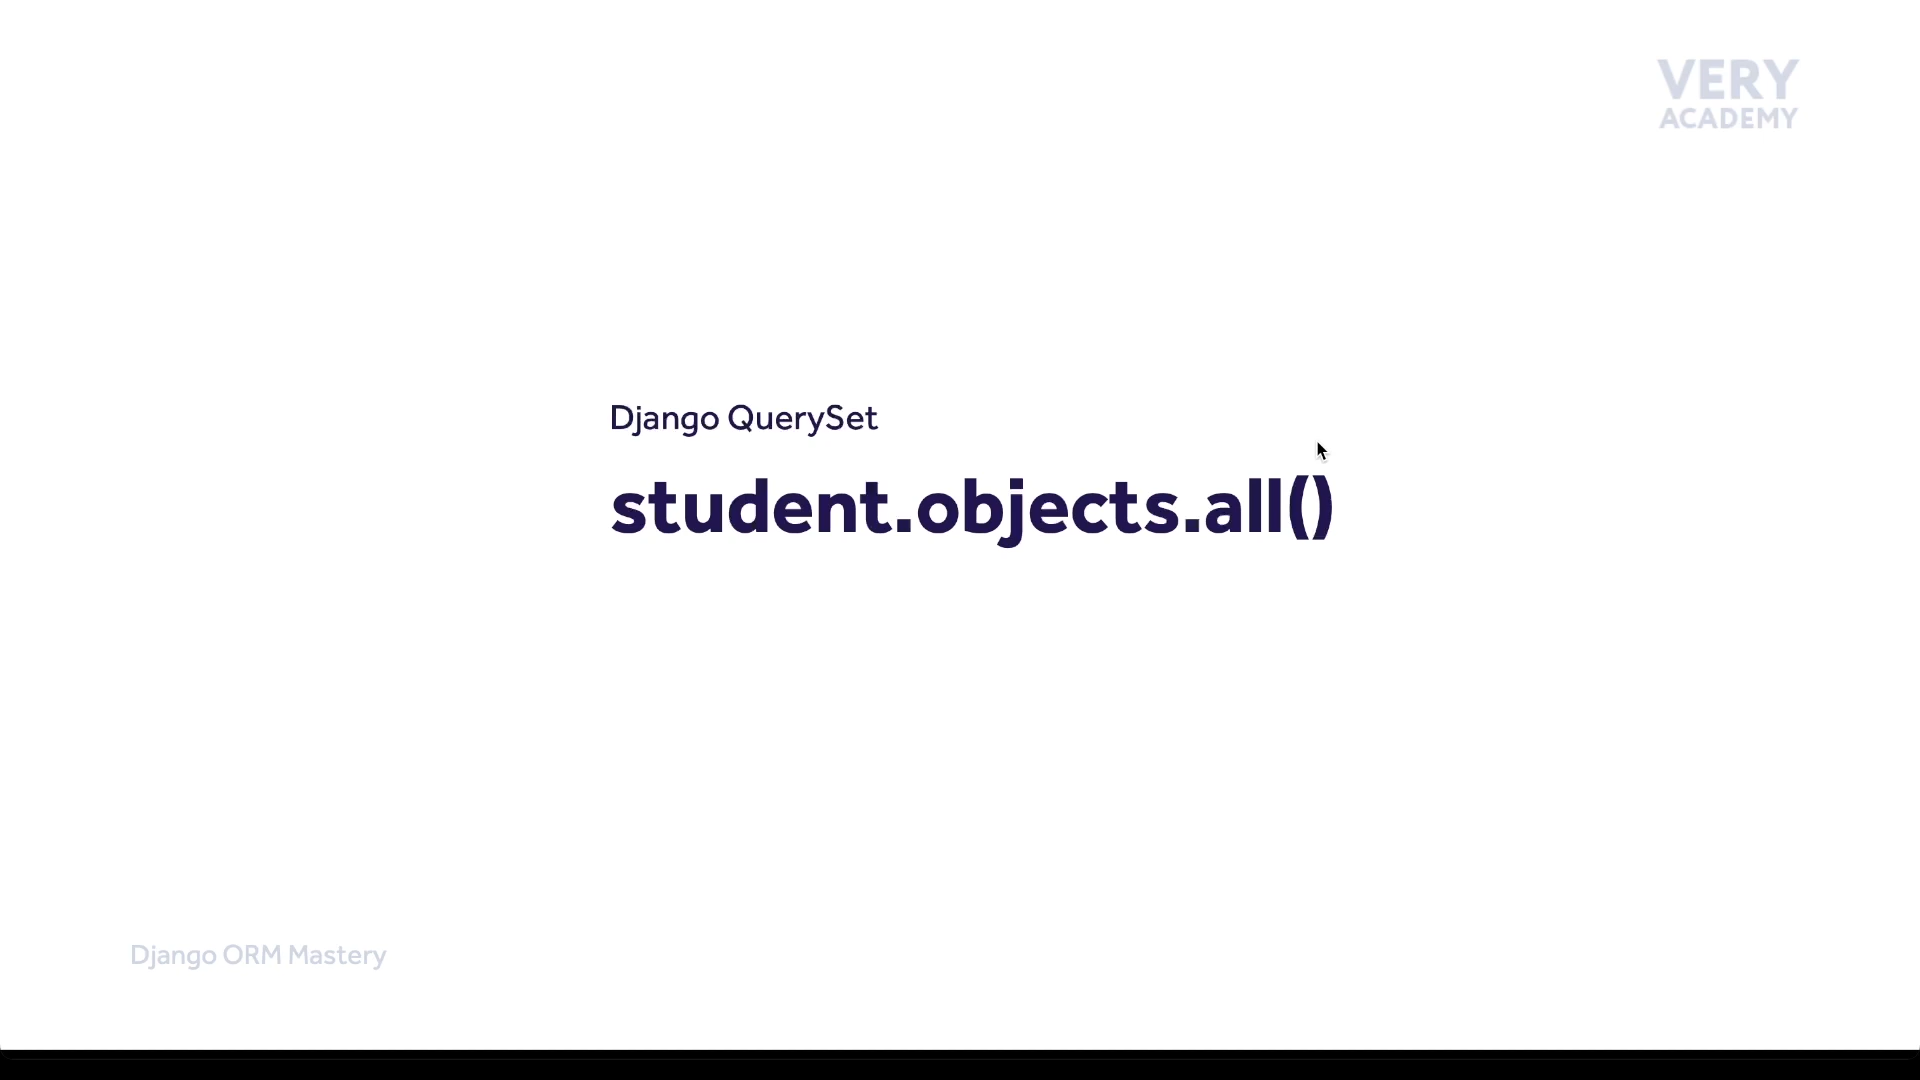 VERY
ACADEMY
Django QuerySet
student.objects.all()
Django ORM Mastery